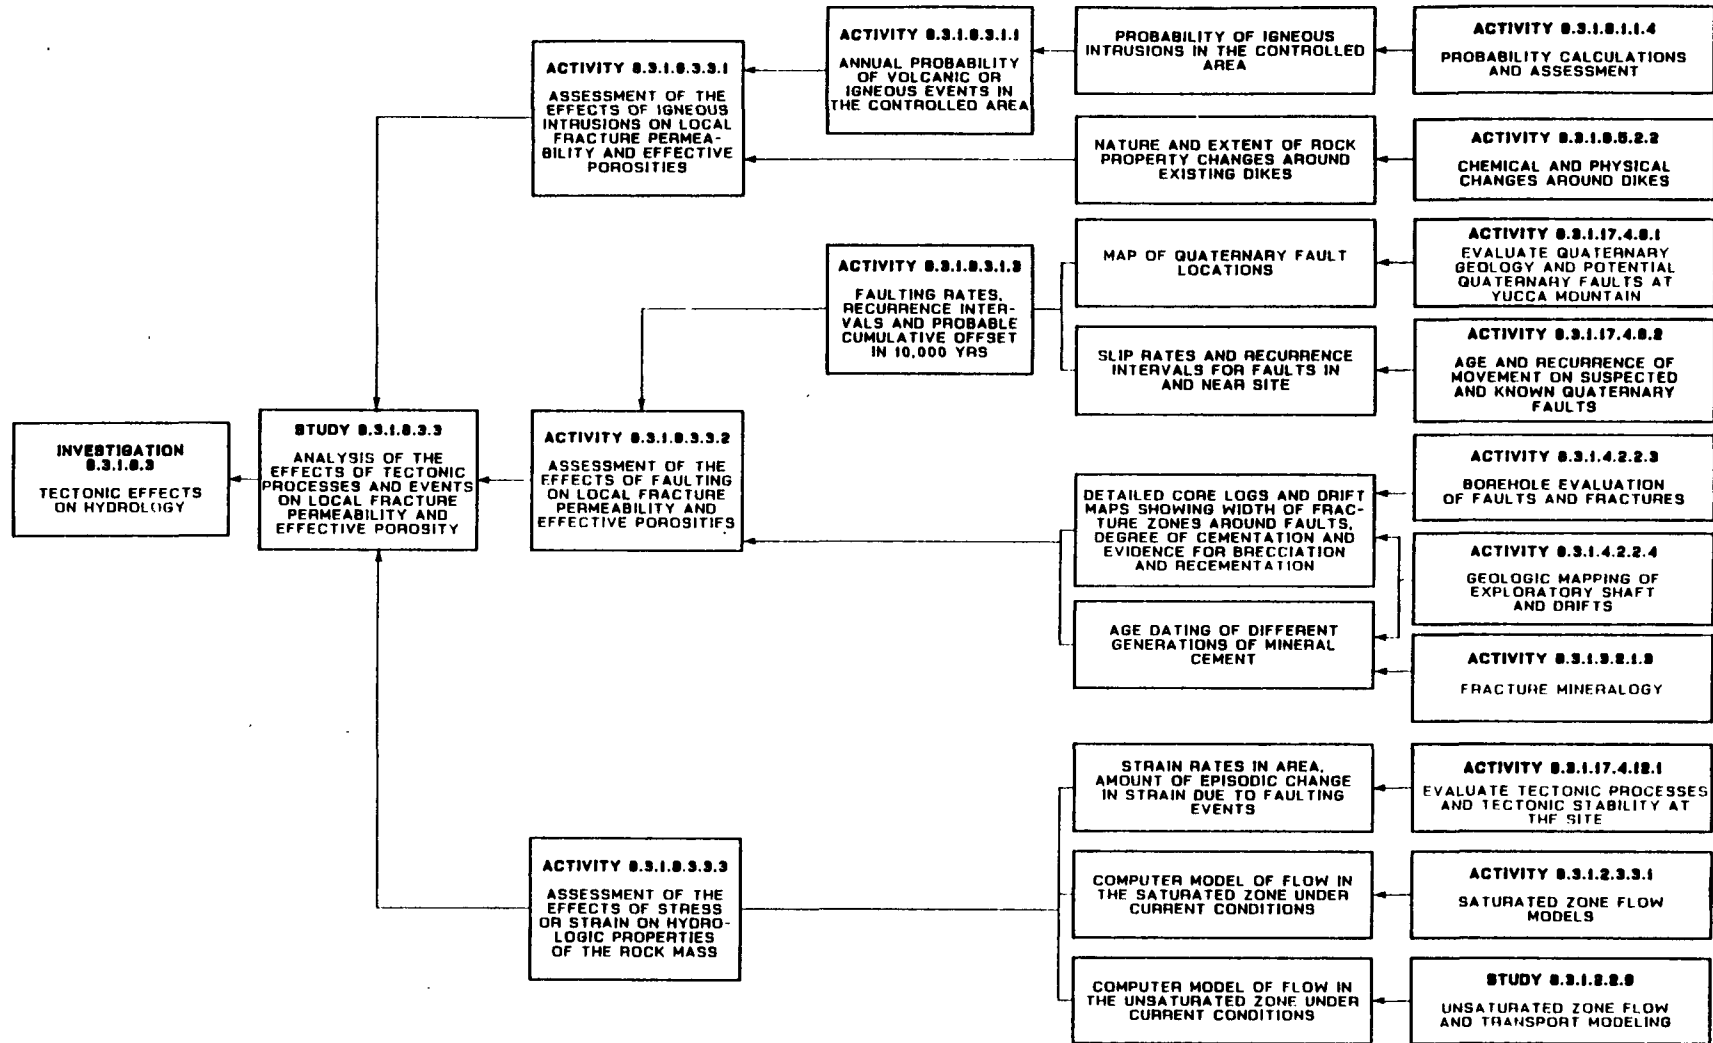 INVESTIGATION
8.3.1.8.3
TECTONIC EFFECTS
ON HYDROLOGY
STUDY 8.3.1.8.3.3
ANALYSIS OF THE
EFFECTS OF TECTONIC
PROCESSES AND EVENTS
ON LOCAL FRACTURE
PERMEABILITY AND
EFFECTIVE POROSITY
ACTIVITY 8.3.1.8.3.3.1
ASSESSMENT OF THE
EFFECTS OF IGNEOUS
INTRUSIONS ON LOCAL
FRACTURE PERMEA-
BILITY AND EFFECTIVE
POROSITIES
ACTIVITY 8.3.1.8.3.3.2
ASSESSMENT OF THE
EFFECTS OF FAULTING
ON LOCAL FRACTURE
PERMEABILITY AND
EFFECTIVE POROSITIES
ACTIVITY 8.3.1.8.3.3.3
ASSESSMENT OF THE
EFFECTS OF STRESS
OR STRAIN ON HYDRO-
LOGIC PROPERTIES
OF THE ROCK MASS
ACTIVITY 8.3.1.8.3.1.1
ANNUAL PROBABILITY
OF VOLCANIC OR
IGNEOUS EVENTS IN
THE CONTROLLED AREA
ACTIVITY 8.3.1.8.3.1.3
FAULTING RATES,
RECURRENCE INTER-
VALS AND PROBABLE
CUMULATIVE OFFSET
IN 10,000 YRS
PROBABILITY OF IGNEOUS
INTRUSIONS IN THE CONTROLLED
AREA
NATURE AND EXTENT OF ROCK
PROPERTY CHANGES AROUND
EXISTING DIKES
MAP OF QUATERNARY FAULT
LOCATIONS
SLIP RATES AND RECURRENCE
INTERVALS FOR FAULTS IN
AND NEAR SITE
DETAILED CORE LOGS AND DRIFT
MAPS SHOWING WIDTH OF FRAC-
TURE ZONES AROUND FAULTS,
DEGREE OF CEMENTATION AND
EVIDENCE FOR BRECCIATION
AND RECEMENTATION
AGE DATING OF DIFFERENT
GENERATIONS OF MINERAL
CEMENT
STRAIN RATES IN AREA,
AMOUNT OF EPISODIC CHANGE
IN STRAIN DUE TO FAULTING
EVENTS
COMPUTER MODEL OF FLOW IN
THE SATURATED ZONE UNDER
CURRENT CONDITIONS
COMPUTER MODEL OF FLOW IN
THE UNSATURATED ZONE UNDER
CURRENT CONDITIONS
ACTIVITY 8.3.1.8.1.1.4
PROBABILITY CALCULATIONS
AND ASSESSMENT
ACTIVITY 8.3.1.8.5.2.2
CHEMICAL AND PHYSICAL
CHANGES AROUND DIKES
ACTIVITY 8.3.1.17.4.6.1
EVALUATE QUATERNARY
GEOLOGY AND POTENTIAL
QUATERNARY FAULTS AT
YUCCA MOUNTAIN
ACTIVITY 8.3.1.17.4.6.2
AGE AND RECURRENCE OF
MOVEMENT ON SUSPECTED
AND KNOWN QUATERNARY
FAULTS
ACTIVITY 8.3.1.4.2.2.3
BOREHOLE EVALUATION
OF FAULTS AND FRACTURES
ACTIVITY 8.3.1.4.2.2.4
GEOLOGIC MAPPING OF
EXPLORATORY SHAFT
AND DRIFTS
ACTIVITY 8.3.1.3.2.1.3
FRACTURE MINERALOGY
ACTIVITY 8.3.1.17.4.12.1
EVALUATE TECTONIC PROCESSES
AND TECTONIC STABILITY AT
THE SITE
ACTIVITY 8.3.1.2.3.3.1
SATURATED ZONE FLOW
MODELS
STUDY 8.3.1.2.2.9
UNSATURATED ZONE FLOW
AND TRANSPORT MODELING